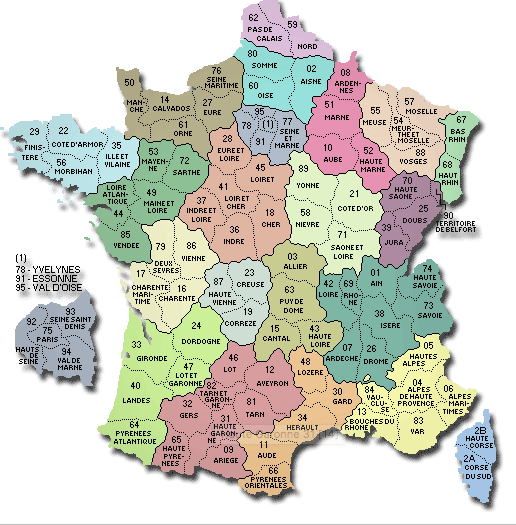 62
PAS DE
CALAIS
59
NORD
80
SOMME
02
AISNE
60
OISE
76
SEINE
MARITIME
27
EURE
50
MAN-
CHE
14
CALVADOS
61
ORNE
08
ARDEN-
NES
51
MARNE
10
AUBE
52
HAUTE
MARNE
55
MEUSE
57
MOSELLE
54
MEUR-
THE ET
MOSELLE
88
VOSGES
67
BAS
RHIN
68
HAUT
RHIN
95
78
(1)
91
77
SEINE
ET
MARNE
29
FINIS-
TERE
22
COTE D'ARMOR
56
MORBIHAN
35
ILLE ET
VILAINE
53
MAYEN-
NE
72
SARTHE
LOIRE
ATLAN-
TIQUE
44
49
MAINE ET
LOIRE
85
VENDEE
28
EURE ET
LOIRE
45
LOIRET
41
LOIR ET
CHER
37
INDRE ET
LOIRE
36
INDRE
18
CHER
89
YONNE
21
COTE D'OR
58
NIEVRE
71
SAONE ET
LOIRE
70
HAUTE
SAONE
25
DOUBS
39
JURA
90
TERRITOIRE
DE BELFORT
79
DEUX
SEVRES
86
VIENNE
17
CHARENTE
MARI-
TIME
16
CHARENTE
87
HAUTE
VIENNE
23
CREUSE
19
CORREZE
03
ALLIER
63
PUY DE
DOME
15
CANTAL
43
HAUTE
LOIRE
42
LOIRE
69
RHO-
NE
01
AIN
74
HAUTE
SAVOIE
73
SAVOIE
38
ISERE
07
ARDECHE
26
DROME
(1)
78 - YVELYNES
91 - ESSONNE
95 - VAL D'OISE
92
HAUTS
DE
SEINE
93
SEINE SAINT
DENIS
75
PARIS
94
VAL DE
MARNE
33
GIRONDE
24
DORDOGNE
47
LOT ET
GARONNE
40
LANDES
64
PYRENEES
ATLANTIQUE
46
LOT
12
AVEYRON
82
TARN ET
GARON-
NE
32
GERS
81
TARN
31
HAUTE
GARON-
NE
65
HAUTE
PYRE-
NEES
09
ARIEGE
48
LOZERE
30
GARD
34
HERAULT
11
AUDE
66
PYRENEES
ORIENTALES
05
HAUTES
ALPES
84
VAU-
CLU-
SE
04
ALPES
DE HAUTE
PROVENCE
06
ALPES
MARI-
TIMES
13
BOUCHES DU
RHONE
83
VAR
2B
HAUTE
CORSE
2A
CORSE
DU SUD